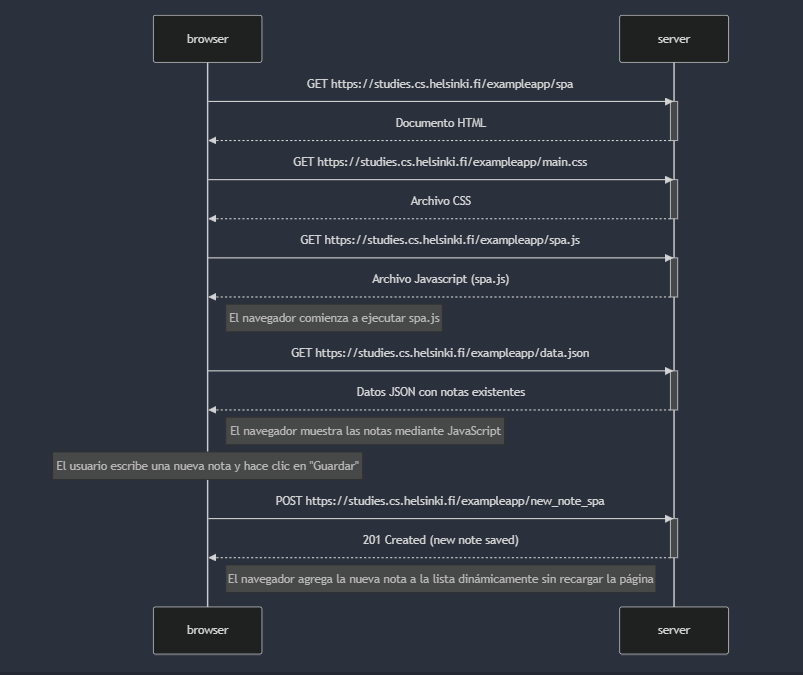 browser
server
GET https://studies.cs.helsinki.fi/exampleapp/spa
Documento HTML
GET https://studies.cs.helsinki.fi/exampleapp/main.css
Archivo CSS
GET https://studies.cs.helsinki.fi/exampleapp/spa.js
Archivo Javascript (spa.js)
El navegador comienza a ejecutar spa.js
GET https://studies.cs.helsinki.fi/exampleapp/data.json
Datos JSON con notas existentes
El navegador muestra las notas mediante JavaScript
El usuario escribe una nueva nota y hace clic en "Guardar"
POST https://studies.cs.helsinki.fi/exampleapp/new_note_spa
201 Created (new note saved)
El navegador agrega la nueva nota a la lista dinámicamente sin recargar la página
browser
server